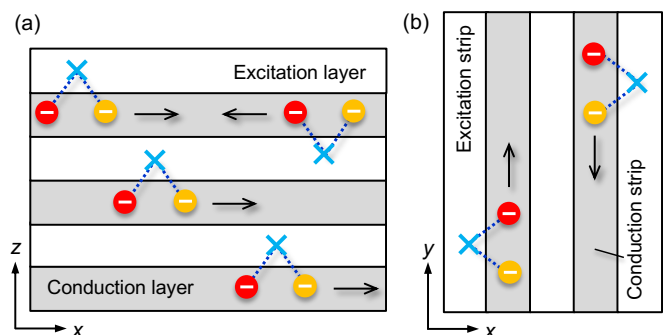 (a)
Excitation layer
Conduction layer
z
x
(b)
Excitation strip
Conduction strip
y
x